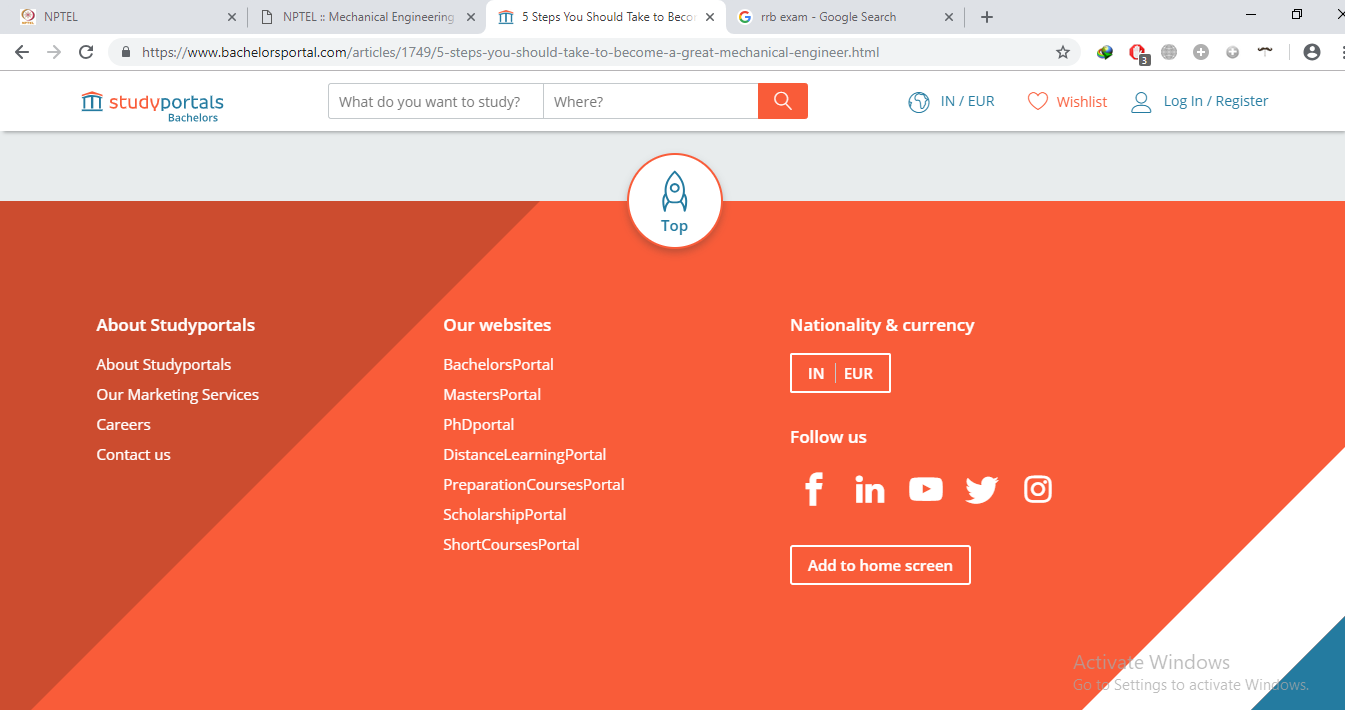 NPTEL
NPTEL :: Mechanical Engineering
5 Steps You Should Take to Becor
rrb exam - Google Search
https://www.bachelorsportal.com/articles/1749/5-steps-you-should-take-to-become-a-great-mechanical-engineer.html
3
studyportals
Bachelors
What do you want to study?
Where?
IN / EUR
Wishlist
Log In / Register
Top
About Studyportals
About Studyportals
Our Marketing Services
Careers
Contact us
Our websites
BachelorsPortal
MastersPortal
PhDportal
DistanceLearningPortal
PreparationCoursesPortal
ScholarshipPortal
ShortCoursesPortal
Nationality & currency
IN EUR
Follow us
Add to home screen
Activate Windows
Go to Settings to activate Windows.